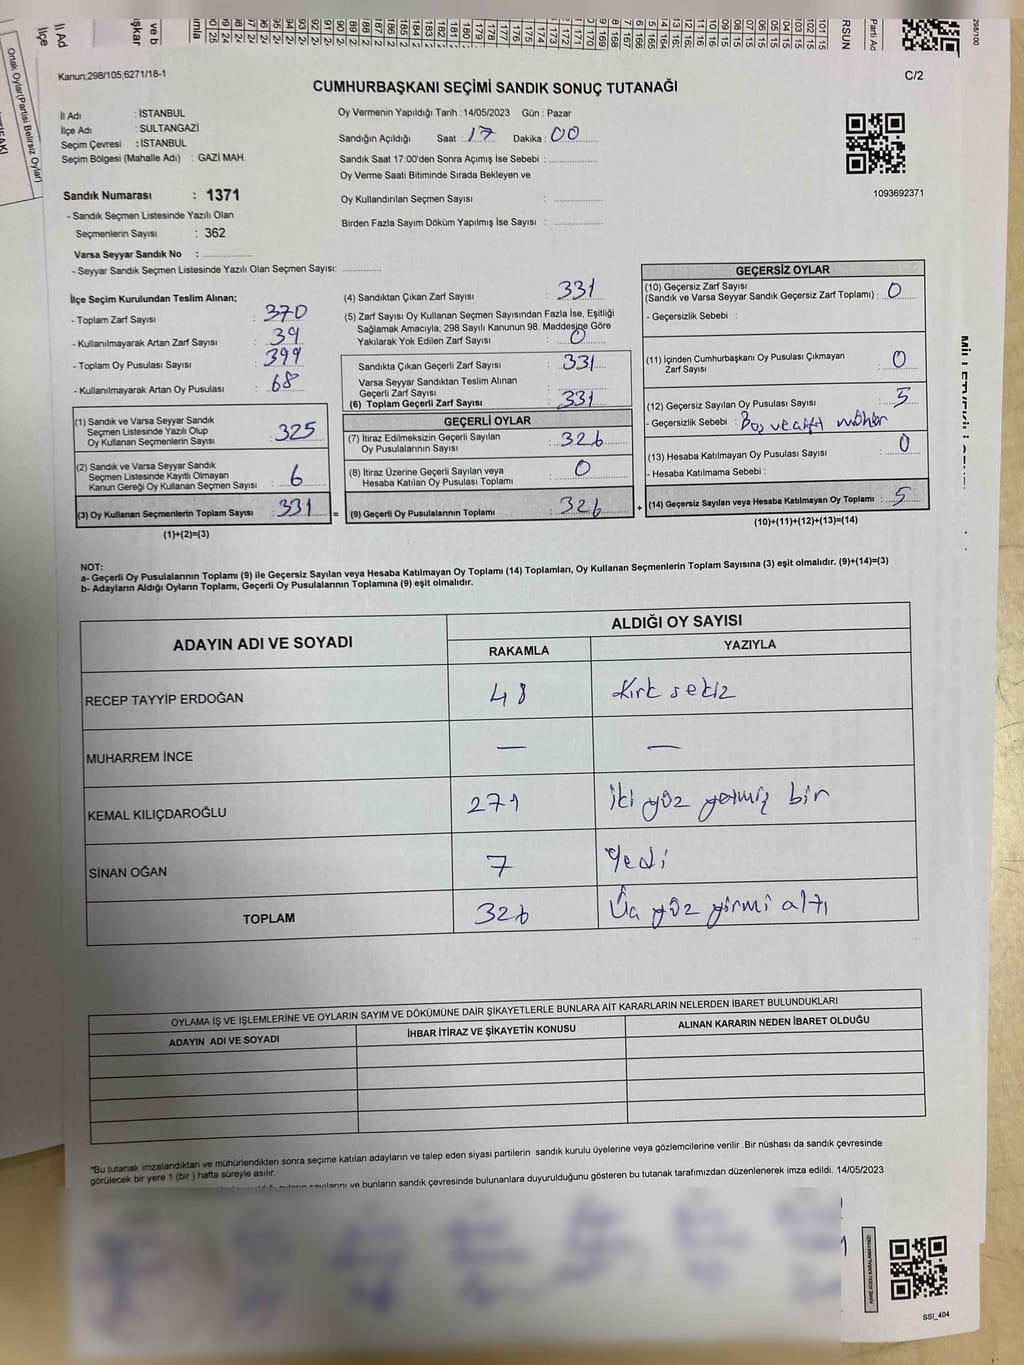 Kanun;298/105;6271/18-1
C/2
CUMHURBAŞKANI SEÇİMİ SANDIK SONUÇ TUTANAĞI
İl Adı : İSTANBUL
İlçe Adı : SULTANGAZİ
Seçim Çevresi : İSTANBUL
Seçim Bölgesi (Mahalle Adı) : GAZİ MAH.
Oy Vermenin Yapıldığı Tarih :14/05/2023 Gün : Pazar
Sandığın Açıldığı Saat : 17 Dakika : 00
Sandık Saat 17:00'den Sonra Açımış İse Sebebi :
Oy Verme Saati Bitiminde Sırada Bekleyen ve
Oy Kullandırılan Seçmen Sayısı :
Birden Fazla Sayım Döküm Yapılmış İse Sayısı :
1093692371
Sandık Numarası : 1371
- Sandık Seçmen Listesinde Yazılı Olan
Seçmenlerin Sayısı : 362
Varsa Seyyar Sandık No :
- Seyyar Sandık Seçmen Listesinde Yazılı Olan Seçmen Sayısı:
İlçe Seçim Kurulundan Teslim Alınan;
- Toplam Zarf Sayısı : 370
- Kullanılmayarak Artan Zarf Sayısı : 39
- Toplam Oy Pusulası Sayısı : 399
- Kullanılmayarak Artan Oy Pusulası : 68
(1) Sandık ve Varsa Seyyar Sandık
Seçmen Listesinde Yazılı Olup
Oy Kullanan Seçmenlerin Sayısı : 325
(2) Sandık ve Varsa Seyyar Sandık
Seçmen Listesinde Kayıtlı Olmayan
Kanun Gereği Oy Kullanan Seçmen Sayısı : 6
(3) Oy Kullanan Seçmenlerin Toplam Sayısı : 331
(1)+(2)=(3)
(4) Sandıktan Çıkan Zarf Sayısı : 331
(5) Zarf Sayısı Oy Kullanan Seçmen Sayısından Fazla İse, Eşitliği
Sağlamak Amacıyla; 298 Sayılı Kanunun 98. Maddesine Göre
Yakılarak Yok Edilen Zarf Sayısı : 0
Sandıkta Çıkan Geçerli Zarf Sayısı : 331
Varsa Seyyar Sandıktan Teslim Alınan
Geçerli Zarf Sayısı
(6) Toplam Geçerli Zarf Sayısı : 331
GEÇERLİ OYLAR
(7) İtiraz Edilmeksizin Geçerli Sayılan
Oy Pusulalarının Sayısı : 326
(8) İtiraz Üzerine Geçerli Sayılan veya
Hesaba Katılan Oy Pusulası Toplamı : 0
= (9) Geçerli Oy Pusulalarının Toplamı : 326 +
GEÇERSİZ OYLAR
(10) Geçersiz Zarf Sayısı
(Sandık ve Varsa Seyyar Sandık Geçersiz Zarf Toplamı) : 0
- Geçersizlik Sebebi :
(11) İçinden Cumhurbaşkanı Oy Pusulası Çıkmayan
Zarf Sayısı : 0
(12) Geçersiz Sayılan Oy Pusulası Sayısı : 5
- Geçersizlik Sebebi : Boş ve çift mühür
(13) Hesaba Katılmayan Oy Pusulası Sayısı : 0
- Hesaba Katılmama Sebebi :
(14) Geçersiz Sayılan veya Hesaba Katılmayan Oy Toplamı : 5
(10)+(11)+(12)+(13)=(14)
NOT:
a- Geçerli Oy Pusulalarının Toplamı (9) ile Geçersiz Sayılan veya Hesaba Katılmayan Oy Toplamı (14) Toplamları, Oy Kullanan Seçmenlerin Toplam Sayısına (3) eşit olmalıdır. (9)+(14)=(3)
b- Adayların Aldığı Oyların Toplamı, Geçerli Oy Pusulalarının Toplamına (9) eşit olmalıdır.
ADAYIN ADI VE SOYADI
ALDIĞI OY SAYISI
RAKAMLA YAZIYLA
RECEP TAYYİP ERDOĞAN 48 Kırk sekiz
MUHARREM İNCE — —
KEMAL KILIÇDAROĞLU 271 İki yüz yetmiş bir
SİNAN OĞAN 7 Yedi
TOPLAM 326 Üç yüz yirmi altı
OYLAMA İŞ VE İŞLEMLERİNE VE OYLARIN SAYIM VE DÖKÜMÜNE DAİR ŞİKAYETLERLE BUNLARA AİT KARARLARIN NELERDEN İBARET BULUNDUKLARI
ADAYIN ADI VE SOYADI İHBAR İTİRAZ VE ŞİKAYETİN KONUSU ALINAN KARARIN NEDEN İBARET OLDUĞU
"Bu tutanak imzalandıktan ve mühürlendikten sonra seçime katılan adayların ve talep eden siyasi partilerin sandık kurulu üyelerine veya gözlemcilerine verilir .Bir nüshası da sandık çevresinde
görülecek bir yere 1 (bir ) hafta süreyle asılır.
sayılarını ve bunların sandık çevresinde bulunanlara duyurulduğunu gösteren bu tutanak tarafımızdan düzenlenerek imza edildi. 14/05/2023
SSI_404